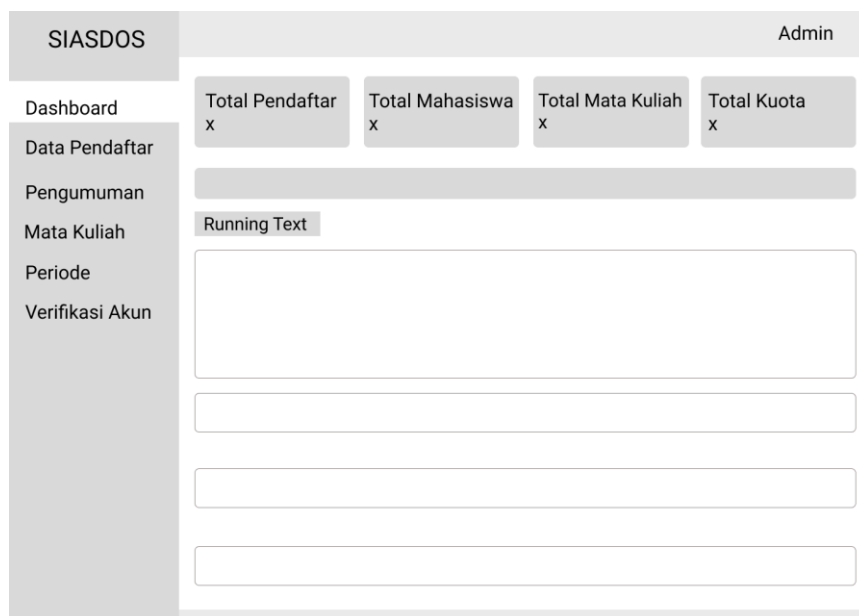 SIASDOS
Admin
Dashboard
Data Pendaftar
Pengumuman
Mata Kuliah
Periode
Verifikasi Akun
Total Pendaftar
x
Total Mahasiswa
x
Total Mata Kuliah
x
Total Kuota
x
Running Text